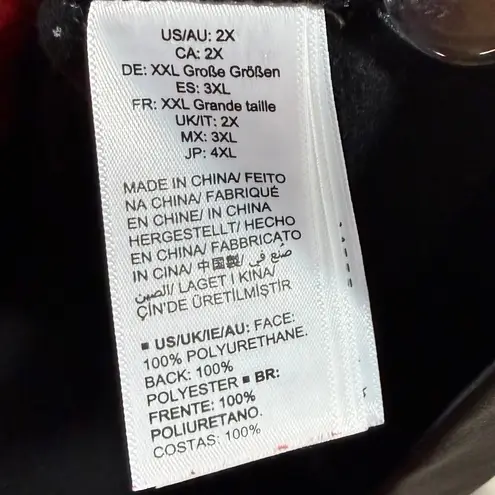 US/AU: 2X
CA: 2X
DE: XXL Große Größen
ES: 3XL
FR: XXL Grande taille
UK/IT: 2X
MX: 3XL
JP: 4XL
MADE IN CHINA/ FEITO
NA CHINA/ FABRIQUÉ
EN CHINE/ IN CHINA
HERGESTELLT/ HECHO
EN CHINA/ FABBRICATO
IN CINA/ 中国製/ صنع في
الصين/ LAGET I KINA/
ÇİN'DE ÜRETİLMİŞTİR
■ US/UK/IE/AU: FACE:
100% POLYURETHANE.
BACK: 100%
POLYESTER ■ BR:
FRENTE: 100%
POLIURETANO.
COSTAS: 100%